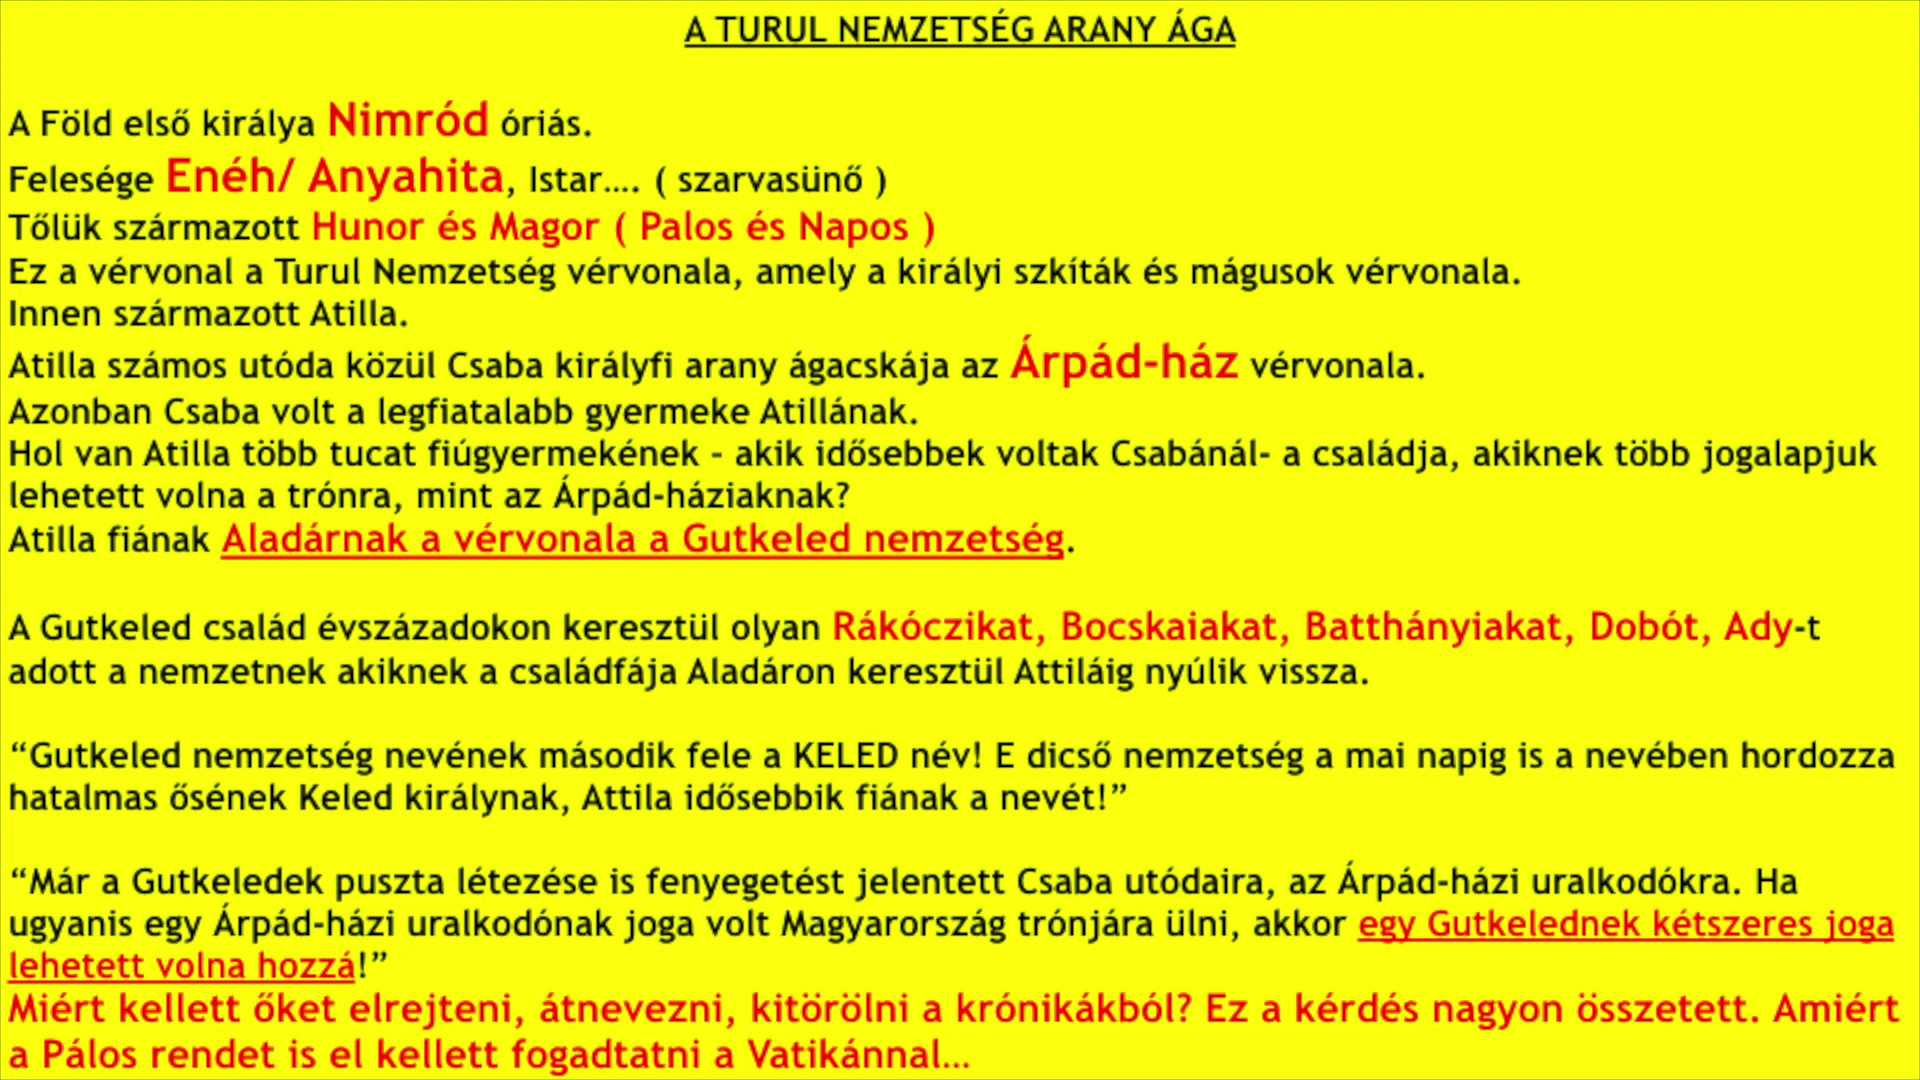 A TURUL NEMZETSÉG ARANY ÁGA
A Föld első királya Nimród óriás.
Felesége Enéh/ Anyahita, Istar…. ( szarvasünő )
Tőlük származott Hunor és Magor ( Palos és Napos )
Ez a vérvonal a Turul Nemzetség vérvonala, amely a királyi szkíták és mágusok vérvonala.
Innen származott Atilla.
Atilla számos utóda közül Csaba királyfi arany ágacskája az Árpád-ház vérvonala.
Azonban Csaba volt a legfiatalabb gyermeke Atillának.
Hol van Atilla több tucat fiúgyermekének – akik idősebbek voltak Csabánál- a családja, akiknek több jogalapjuk
lehetett volna a trónra, mint az Árpád-háziaknak?
Atilla fiának Aladárnak a vérvonala a Gutkeled nemzetség.
A Gutkeled család évszázadokon keresztül olyan Rákóczikat, Bocskaiakat, Batthányiakat, Dobót, Ady-t
adott a nemzetnek akiknek a családfája Aladáron keresztül Attiláig nyúlik vissza.
“Gutkeled nemzetség nevének második fele a KELED név! E dicső nemzetség a mai napig is a nevében hordozza
hatalmas ősének Keled királynak, Attila idősebbik fiának a nevét!”
“Már a Gutkeledek puszta létezése is fenyegetést jelentett Csaba utódaira, az Árpád-házi uralkodókra. Ha
ugyanis egy Árpád-házi uralkodónak joga volt Magyarország trónjára ülni, akkor egy Gutkelednek kétszeres joga
lehetett volna hozzá!”
Miért kellett őket elrejteni, átnevezni, kitörölni a krónikákból? Ez a kérdés nagyon összetett. Amiért
a Pálos rendet is el kellett fogadtatni a Vatikánnal…